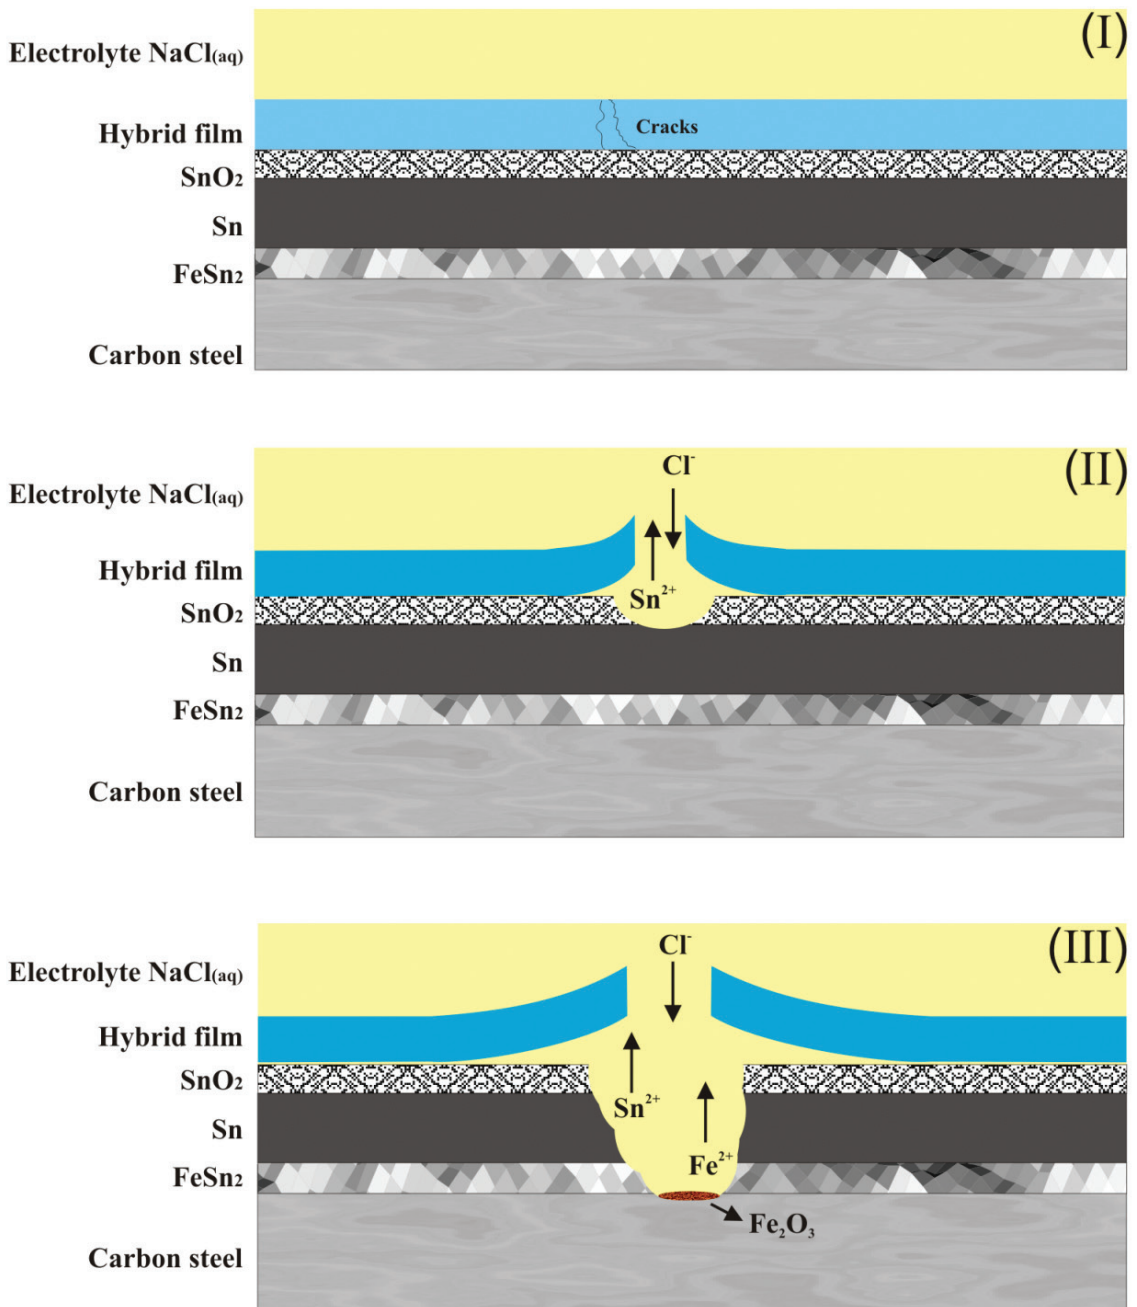 (I)
Electrolyte NaCl(aq)
Hybrid film
Cracks
SnO₂
Sn
FeSn₂
Carbon steel
(II)
Cl⁻
Electrolyte NaCl(aq)
Hybrid film
Sn²⁺
SnO₂
Sn
FeSn₂
Carbon steel
(III)
Cl⁻
Electrolyte NaCl(aq)
Hybrid film
SnO₂
Sn²⁺
Sn
Fe²⁺
FeSn₂
Fe₂O₃
Carbon steel